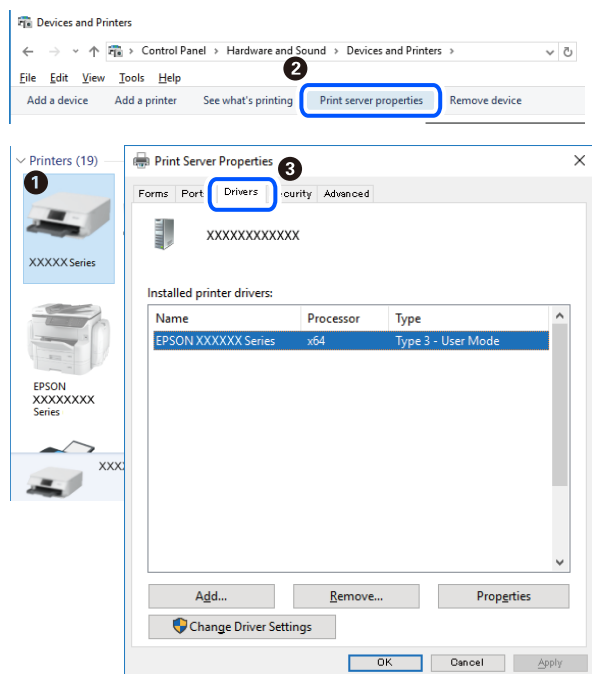 Devices and Printers
Control Panel > Hardware and Sound > Devices and Printers >
2
File Edit View Tools Help
Add a device Add a printer See what's printing Print server properties Remove device
Printers (19)
1
XXXXX Series
EPSON
XXXXXXXX
Series
XXX
Print Server Properties
3
Forms Port Drivers curity Advanced
XXXXXXXXXXXX
Installed printer drivers:
Name Processor Type
EPSON XXXXXX Series x64 Type 3 - User Mode
Add... Remove... Properties
Change Driver Settings
OK Cancel Apply